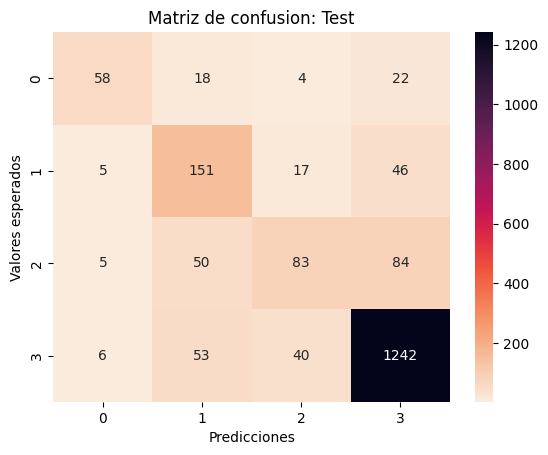 Matriz de confusion: Test
Valores esperados
0
58 18 4 22
1
5 151 17 46
2
5 50 83 84
3
6 53 40 1242
0 1 2 3
Predicciones
1200
1000
800
600
400
200